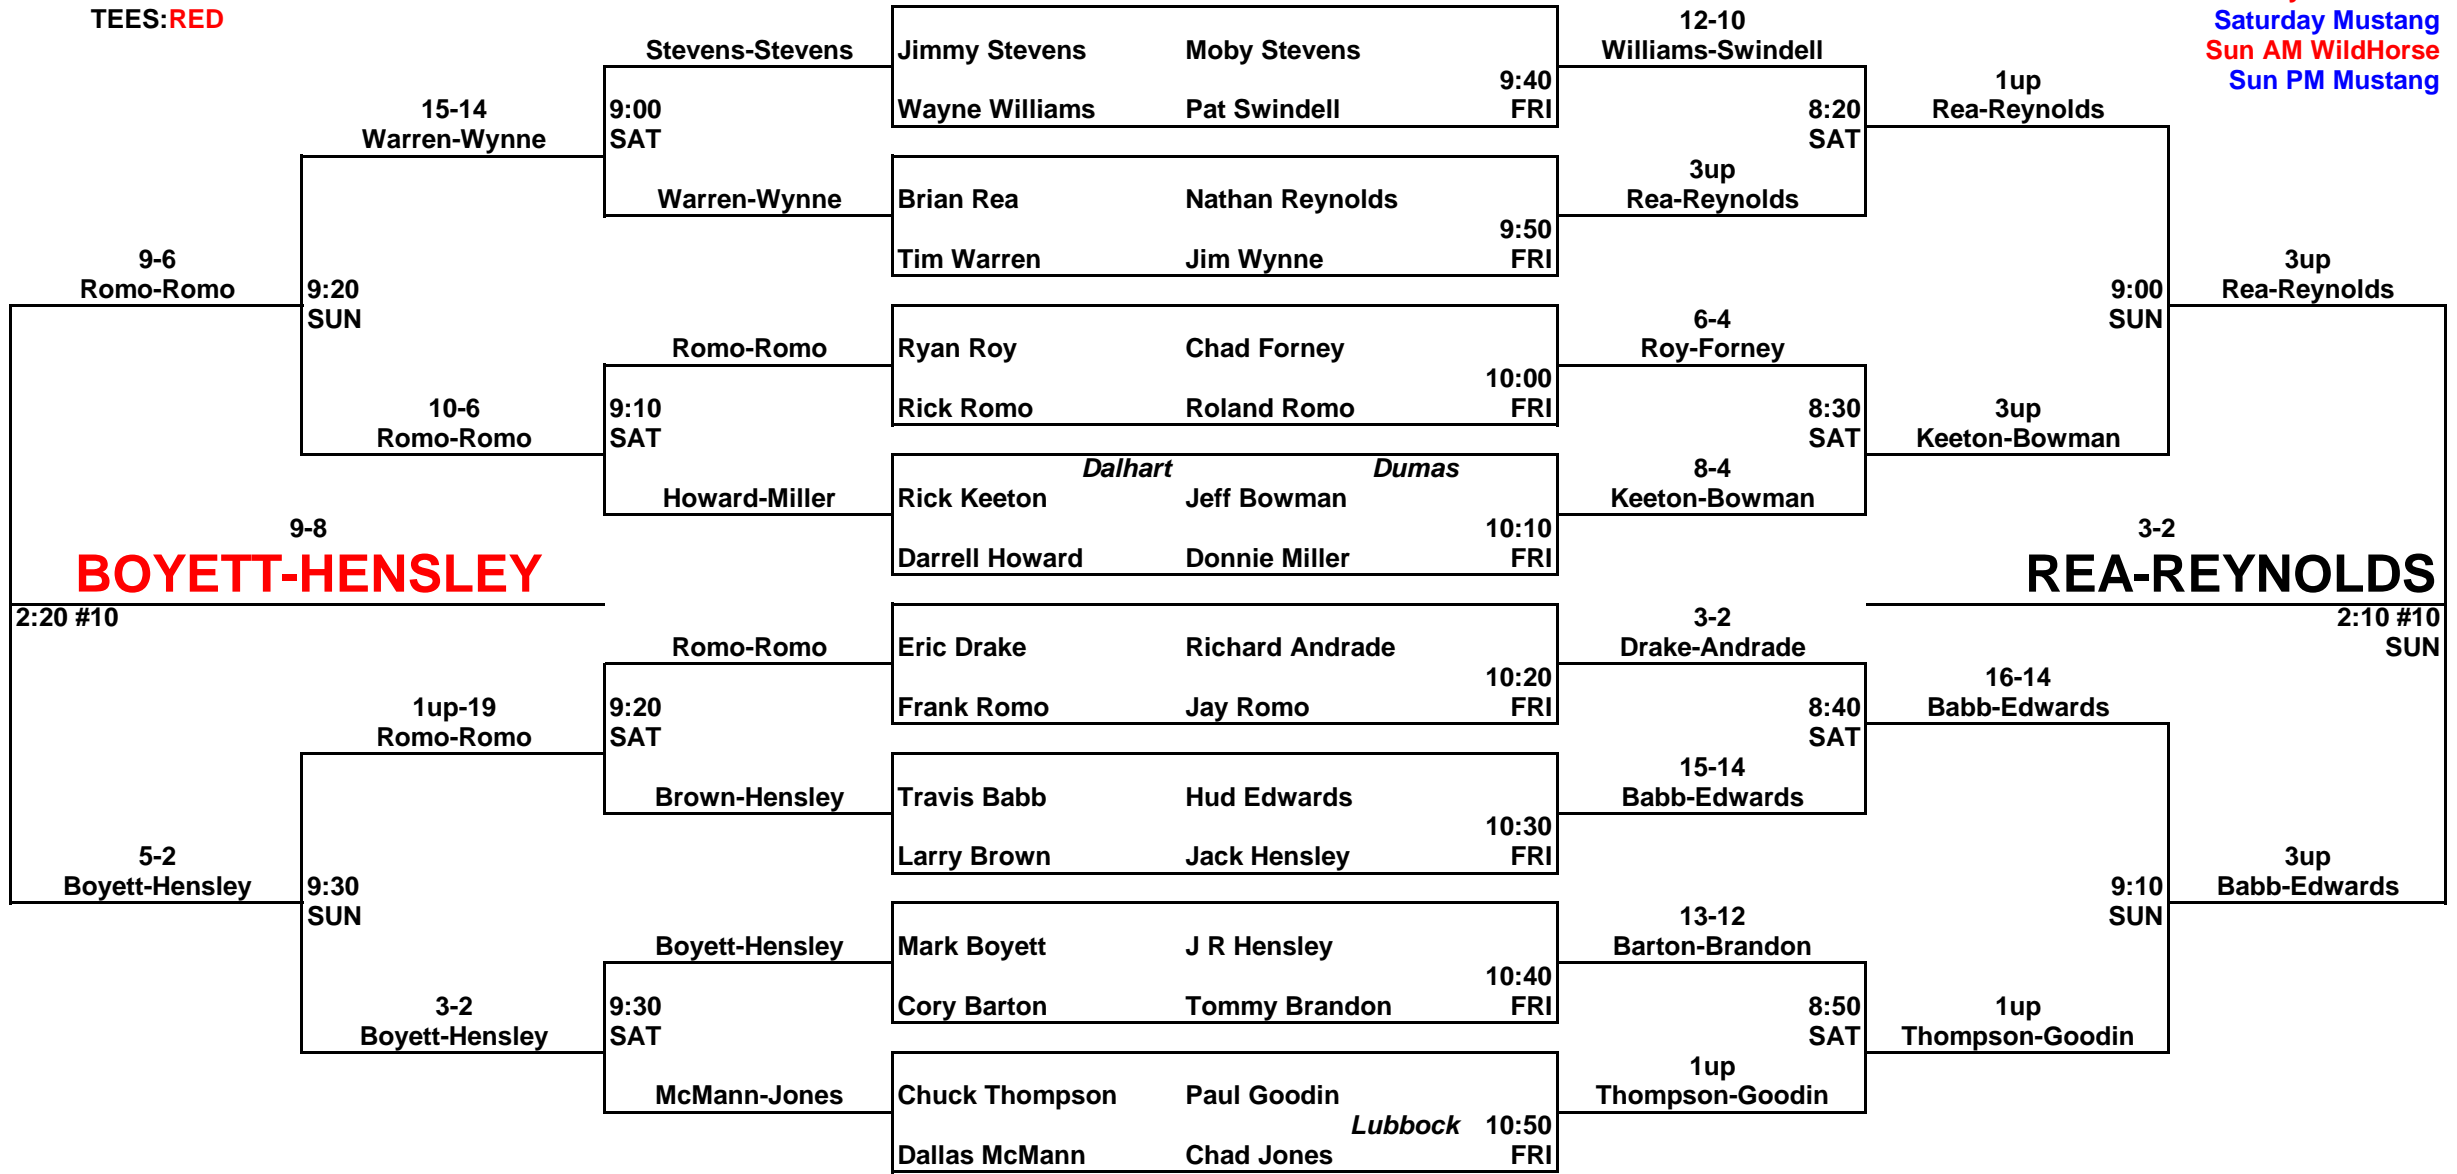 TEES:RED
Saturday Mustang
Sun AM WildHorse
Sun PM Mustang
Stevens-Stevens
Jimmy Stevens Moby Stevens
9:40
Wayne Williams Pat Swindell FRI
12-10
Williams-Swindell
1up
Rea-Reynolds
15-14
Warren-Wynne
9:00
SAT
8:20
SAT
Warren-Wynne
Brian Rea Nathan Reynolds
9:50
Tim Warren Jim Wynne FRI
3up
Rea-Reynolds
9-6
Romo-Romo
9:20
SUN
9:00
SUN
3up
Rea-Reynolds
Romo-Romo
Ryan Roy Chad Forney
10:00
Rick Romo Roland Romo FRI
6-4
Roy-Forney
10-6
Romo-Romo
9:10
SAT
8:30
SAT
3up
Keeton-Bowman
Howard-Miller
Dalhart Dumas
Rick Keeton Jeff Bowman
10:10
Darrell Howard Donnie Miller FRI
8-4
Keeton-Bowman
9-8
BOYETT-HENSLEY
2:20 #10
3-2
REA-REYNOLDS
2:10 #10
SUN
Romo-Romo
Eric Drake Richard Andrade
10:20
Frank Romo Jay Romo FRI
3-2
Drake-Andrade
1up-19
Romo-Romo
9:20
SAT
8:40
SAT
16-14
Babb-Edwards
Brown-Hensley
Travis Babb Hud Edwards
10:30
Larry Brown Jack Hensley FRI
15-14
Babb-Edwards
5-2
Boyett-Hensley
9:30
SUN
9:10
SUN
3up
Babb-Edwards
Boyett-Hensley
Mark Boyett J R Hensley
10:40
Cory Barton Tommy Brandon FRI
13-12
Barton-Brandon
3-2
Boyett-Hensley
9:30
SAT
8:50
SAT
1up
Thompson-Goodin
McMann-Jones
Chuck Thompson Paul Goodin
Lubbock 10:50
Dallas McMann Chad Jones FRI
1up
Thompson-Goodin